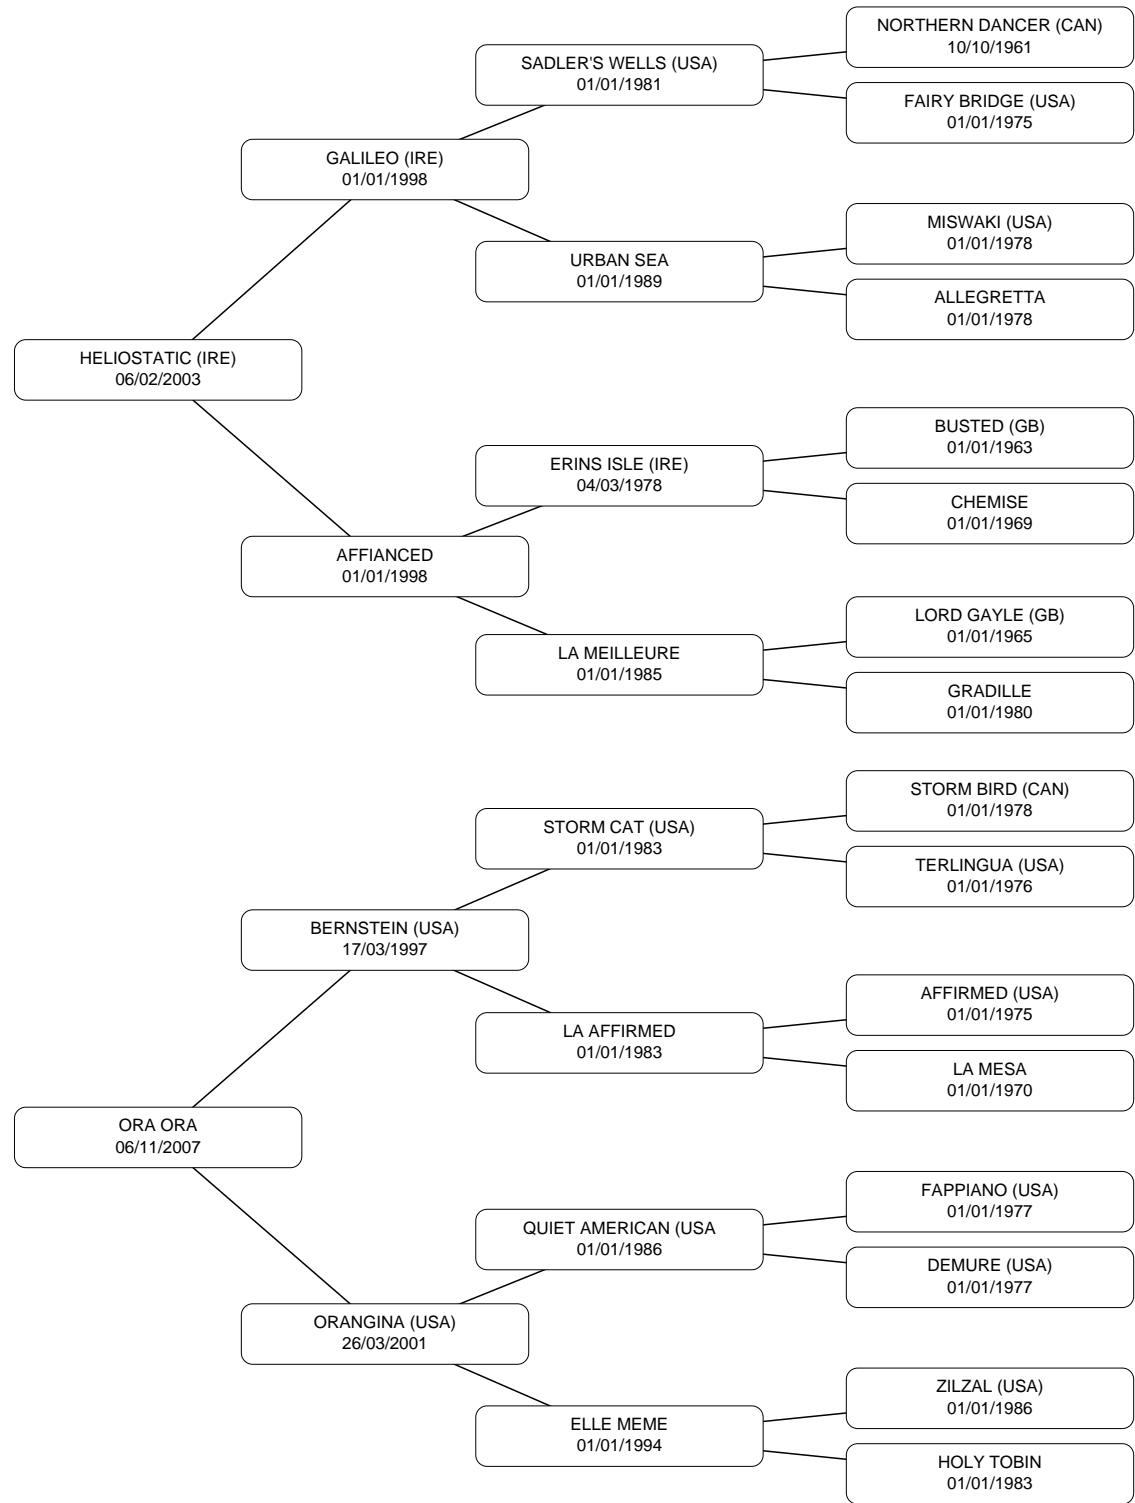 NORTHERN DANCER (CAN)
10/10/1961
SADLER'S WELLS (USA)
01/01/1981
FAIRY BRIDGE (USA)
01/01/1975
GALILEO (IRE)
01/01/1998
MISWAKI (USA)
01/01/1978
URBAN SEA
01/01/1989
ALLEGRETTA
01/01/1978
HELIOSTATIC (IRE)
06/02/2003
BUSTED (GB)
01/01/1963
ERINS ISLE (IRE)
04/03/1978
CHEMISE
01/01/1969
AFFIANCED
01/01/1998
LORD GAYLE (GB)
01/01/1965
LA MEILLEURE
01/01/1985
GRADILLE
01/01/1980
STORM BIRD (CAN)
01/01/1978
STORM CAT (USA)
01/01/1983
TERLINGUA (USA)
01/01/1976
BERNSTEIN (USA)
17/03/1997
AFFIRMED (USA)
01/01/1975
LA AFFIRMED
01/01/1983
LA MESA
01/01/1970
ORA ORA
06/11/2007
FAPPIANO (USA)
01/01/1977
QUIET AMERICAN (USA
01/01/1986
DEMURE (USA)
01/01/1977
ORANGINA (USA)
26/03/2001
ZILZAL (USA)
01/01/1986
ELLE MEME
01/01/1994
HOLY TOBIN
01/01/1983